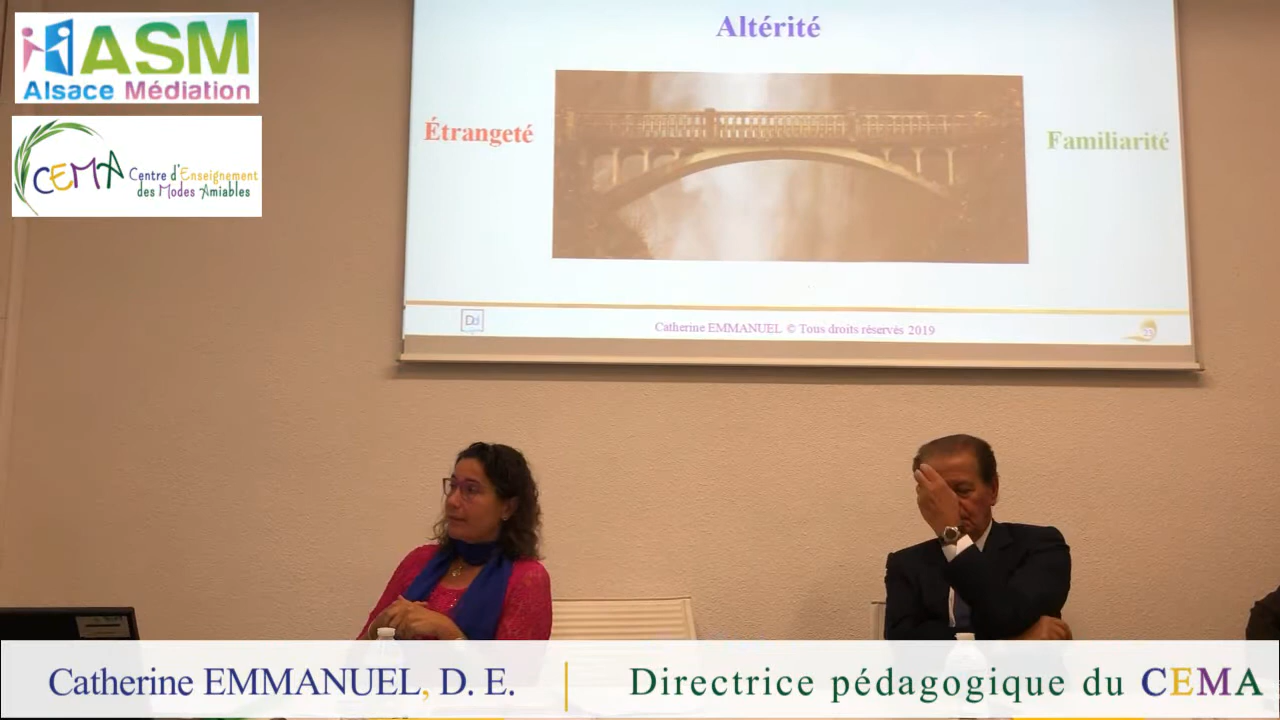 ASM
Alsace Médiation
CEMA Centre d'Enseignement
des Modes Amiables
Altérité
Étrangeté
Familiarité
Dd
Catherine EMMANUEL © Tous droits réservés 2019
Catherine EMMANUEL, D. E.
Directrice pédagogique du CEMA